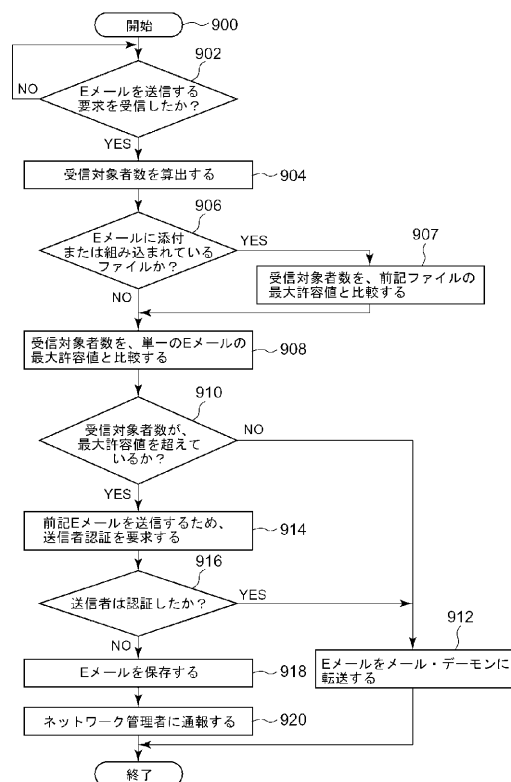 開始
900
902
Eメールを送信する
要求を受信したか？
NO
YES
受信対象者数を算出する
904
906
Eメールに添付
または組み込まれている
ファイルか？
YES
907
受信対象者数を、前記ファイルの
最大許容値と比較する
NO
受信対象者数を、単一のEメールの
最大許容値と比較する
908
910
受信対象者数が、
最大許容値を超えて
いるか？
NO
YES
前記Eメールを送信するため、
送信者認証を要求する
914
916
送信者は認証したか？
YES
NO
912
Eメールをメール・デーモンに
転送する
Eメールを保存する
918
ネットワーク管理者に通報する
920
終了